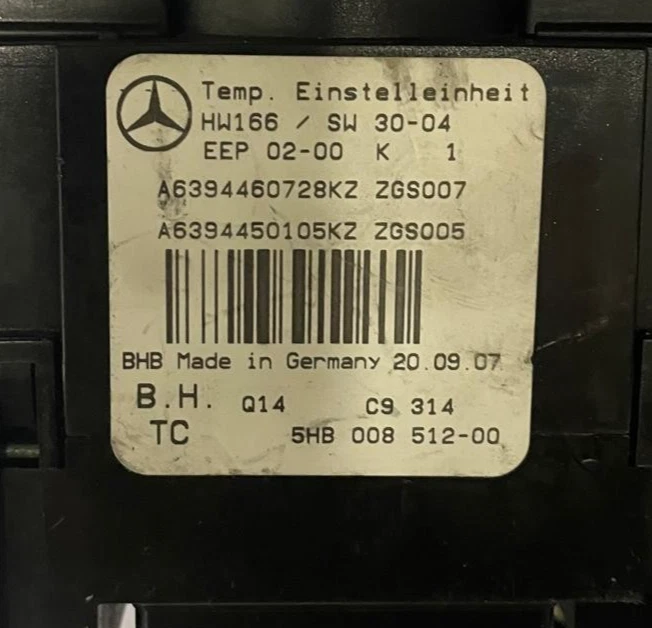 Temp. Einstelleinheit
HW166 / SW 30-04
EEP 02-00 K 1
A6394460728KZ ZGS007
A6394450105KZ ZGS005
BHB Made in Germany 20.09.07
B.H. Q14 C9 314
TC 5HB 008 512-00